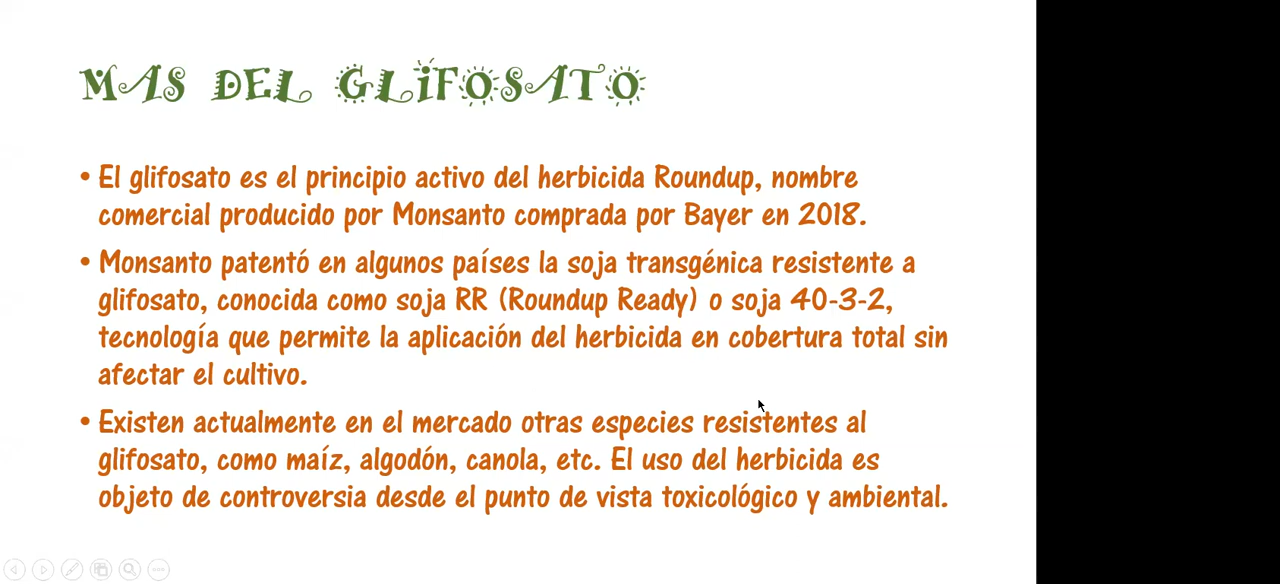 MAS DEL GLIFOSATO
• El glifosato es el principio activo del herbicida Roundup, nombre
comercial producido por Monsanto comprada por Bayer en 2018.
• Monsanto patentó en algunos países la soja transgénica resistente a
glifosato, conocida como soja RR (Roundup Ready) o soja 40-3-2,
tecnología que permite la aplicación del herbicida en cobertura total sin
afectar el cultivo.
• Existen actualmente en el mercado otras especies resistentes al
glifosato, como maíz, algodón, canola, etc. El uso del herbicida es
objeto de controversia desde el punto de vista toxicológico y ambiental.